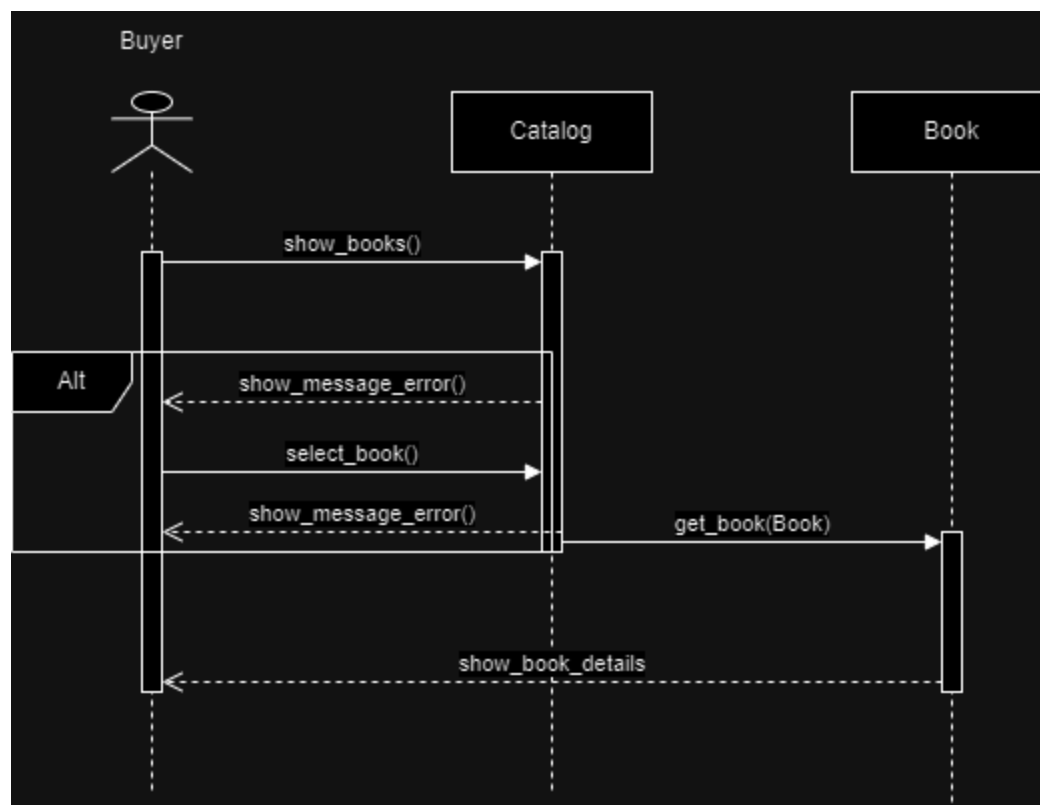 Buyer
Catalog
Book
show_books()
Alt
show_message_error()
select_book()
show_message_error()
get_book(Book)
show_book_details